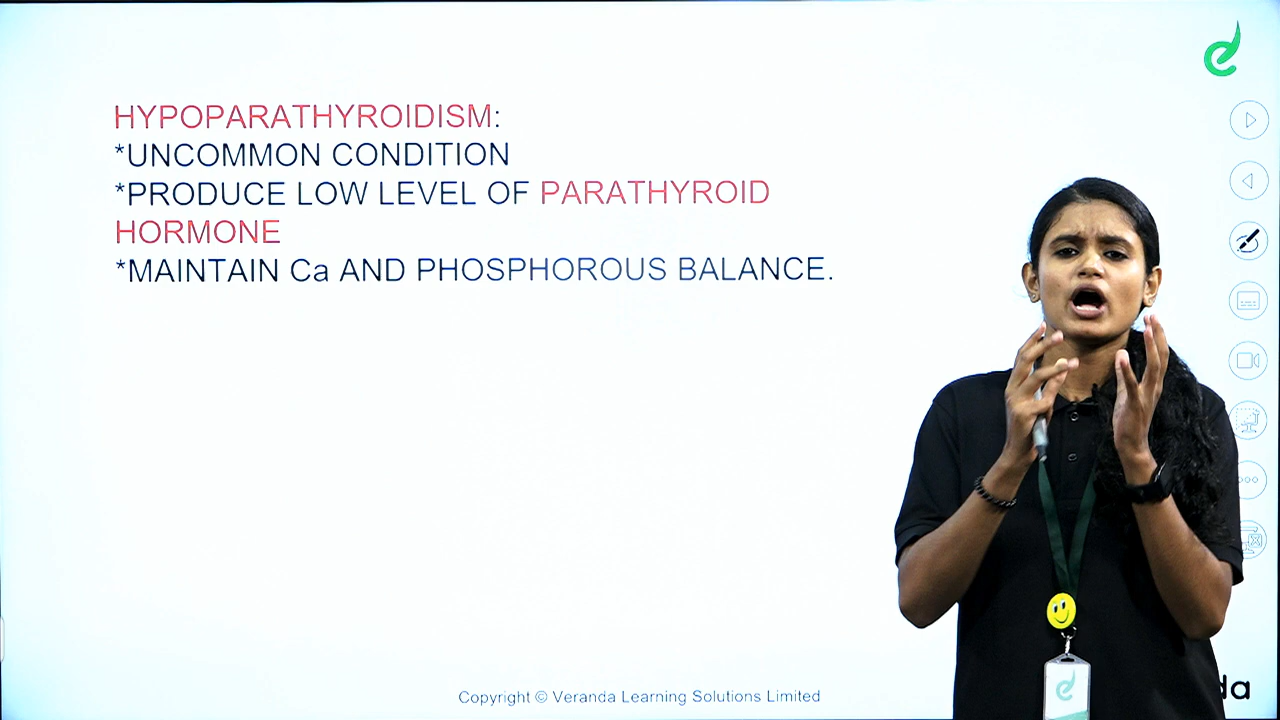 HYPOPARATHYROIDISM:
*UNCOMMON CONDITION
*PRODUCE LOW LEVEL OF PARATHYROID
HORMONE
*MAINTAIN Ca AND PHOSPHOROUS BALANCE.
Copyright © Veranda Learning Solutions Limited